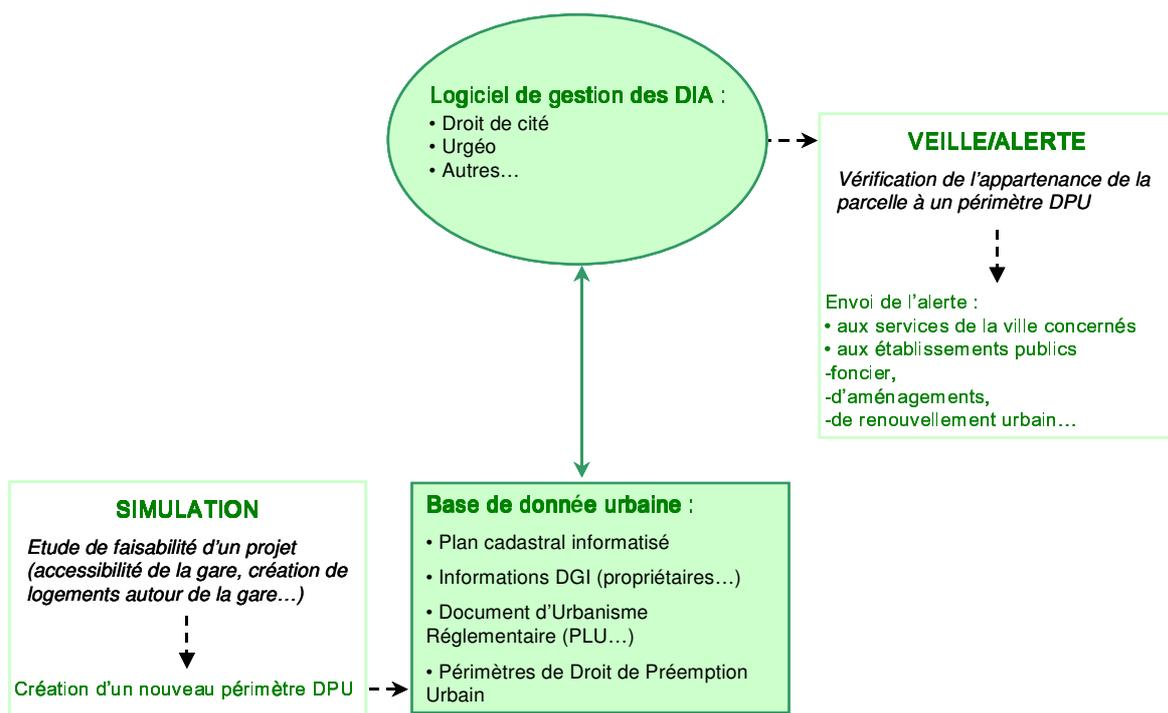 Logiciel de gestion des DIA :
• Droit de cité
• Urgéo
• Autres…
VEILLE/ALERTE
Vérification de l'appartenance de la
parcelle à un périmètre DPU
Envoi de l'alerte :
• aux services de la ville concernés
• aux établissements publics
-foncier,
-d'aménagements,
-de renouvellement urbain…
SIMULATION
Etude de faisabilité d'un projet
(accessibilité de la gare, création de
logements autour de la gare…)
Création d'un nouveau périmètre DPU
Base de donnée urbaine :
• Plan cadastral informatisé
• Informations DGI (propriétaires…)
• Document d'Urbanisme
Réglementaire (PLU…)
• Périmètres de Droit de Préemption
Urbain